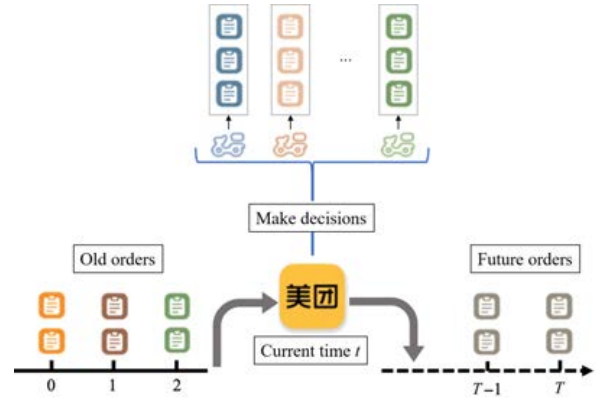 ...
Make decisions
Old orders
Future orders
美团
Current time t
0 1 2 T-1 T